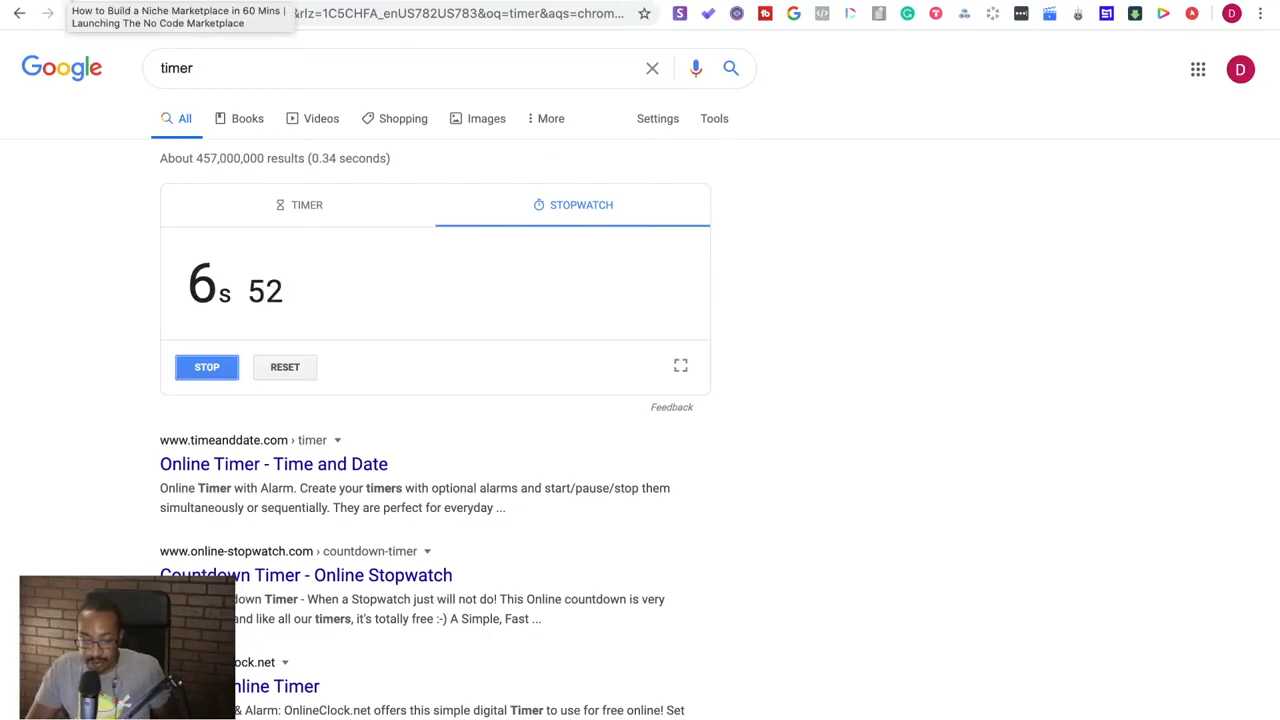 How to Build a Niche Marketplace in 60 Mins |
Launching The No Code Marketplace
&rlz=1C5CHFA_enUS782US783&oq=timer&aqs=chrom...
D
Google
timer
D
All
Books
Videos
Shopping
Images
More
Settings
Tools
About 457,000,000 results (0.34 seconds)
TIMER
STOPWATCH
6s 52
STOP
RESET
Feedback
www.timeanddate.com › timer
Online Timer - Time and Date
Online Timer with Alarm. Create your timers with optional alarms and start/pause/stop them
simultaneously or sequentially. They are perfect for everyday ...
www.online-stopwatch.com › countdown-timer
Countdown Timer - Online Stopwatch
down Timer - When a Stopwatch just will not do! This Online countdown is very
and like all our timers, it's totally free :-) A Simple, Fast ...
ock.net
nline Timer
& Alarm: OnlineClock.net offers this simple digital Timer to use for free online! Set